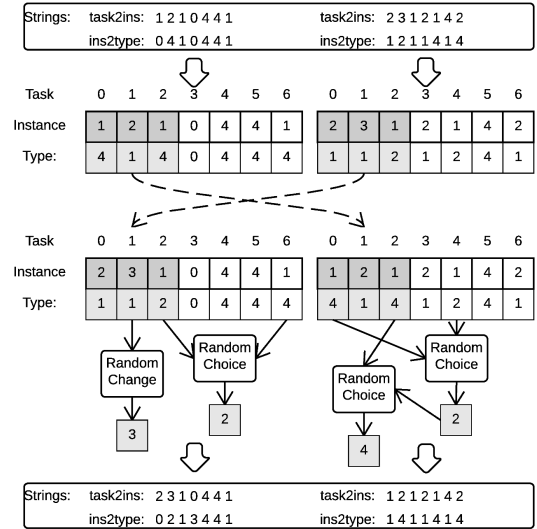 Strings: task2ins: 1 2 1 0 4 4 1 task2ins: 2 3 1 2 1 4 2
ins2type: 0 4 1 0 4 4 1 ins2type: 1 2 1 1 4 1 4
Task 0 1 2 3 4 5 6 0 1 2 3 4 5 6
Instance 1 2 1 0 4 4 1 2 3 1 2 1 4 2
Type: 4 1 4 0 4 4 4 1 1 2 1 2 4 1
Task 0 1 2 3 4 5 6 0 1 2 3 4 5 6
Instance 2 3 1 0 4 4 1 1 2 1 2 1 4 2
Type: 1 1 2 0 4 4 4 4 1 4 1 2 4 1
Random Random Random
Change Choice Choice
Random
Choice
3 2 2
4
Strings: task2ins: 2 3 1 0 4 4 1 task2ins: 1 2 1 2 1 4 2
ins2type: 0 2 1 3 4 4 1 ins2type: 1 4 1 1 4 1 4